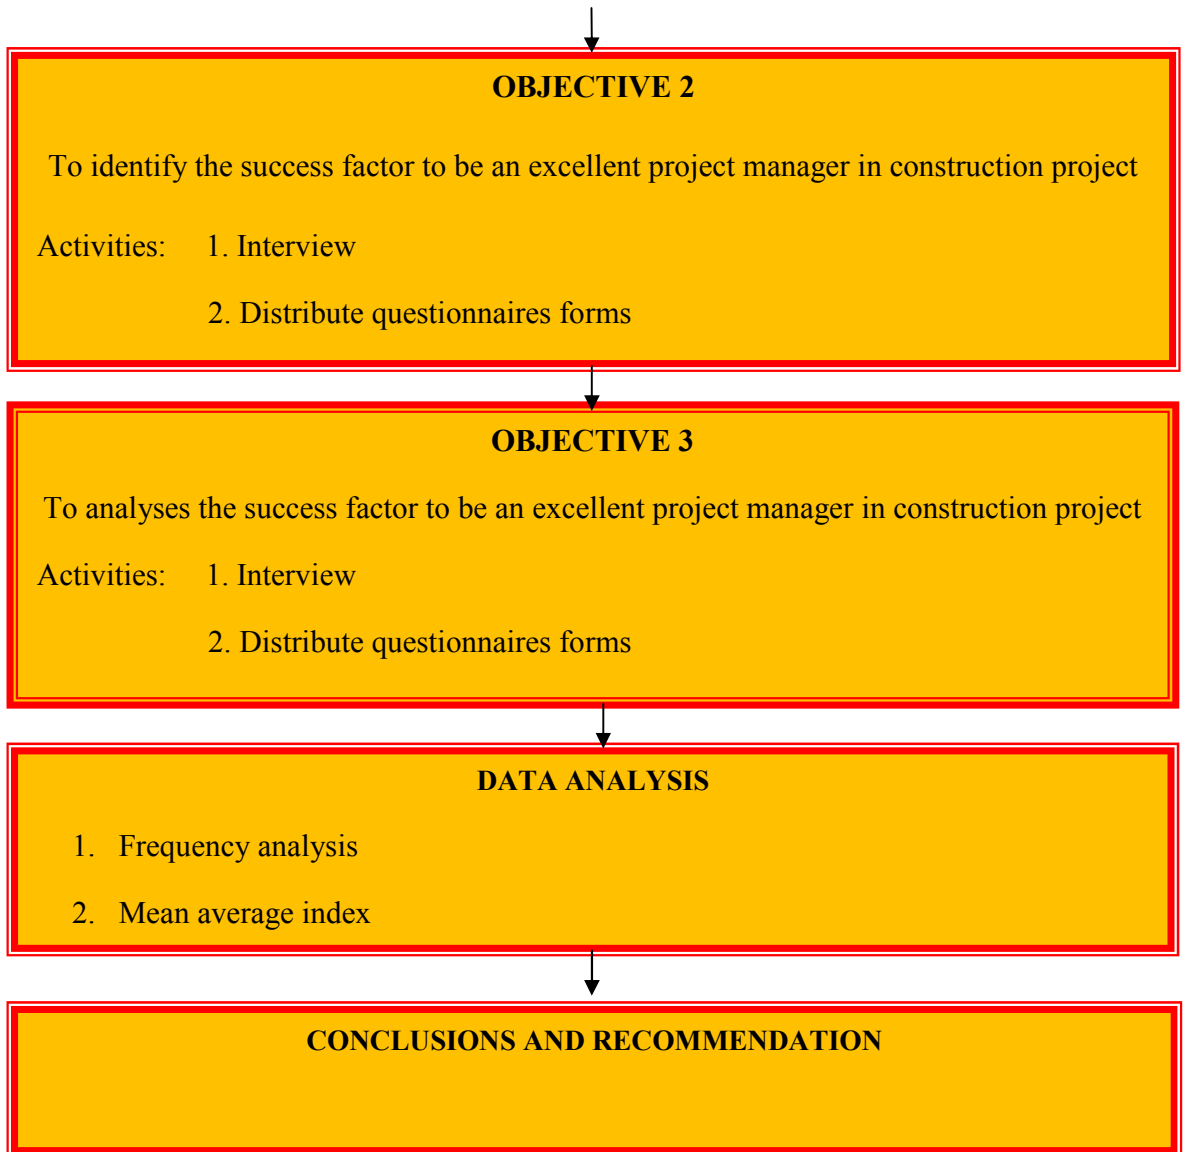 OBJECTIVE 2
To identify the success factor to be an excellent project manager in construction project
Activities: 1. Interview
2. Distribute questionnaires forms
OBJECTIVE 3
To analyses the success factor to be an excellent project manager in construction project
Activities: 1. Interview
2. Distribute questionnaires forms
DATA ANALYSIS
1. Frequency analysis
2. Mean average index
CONCLUSIONS AND RECOMMENDATION